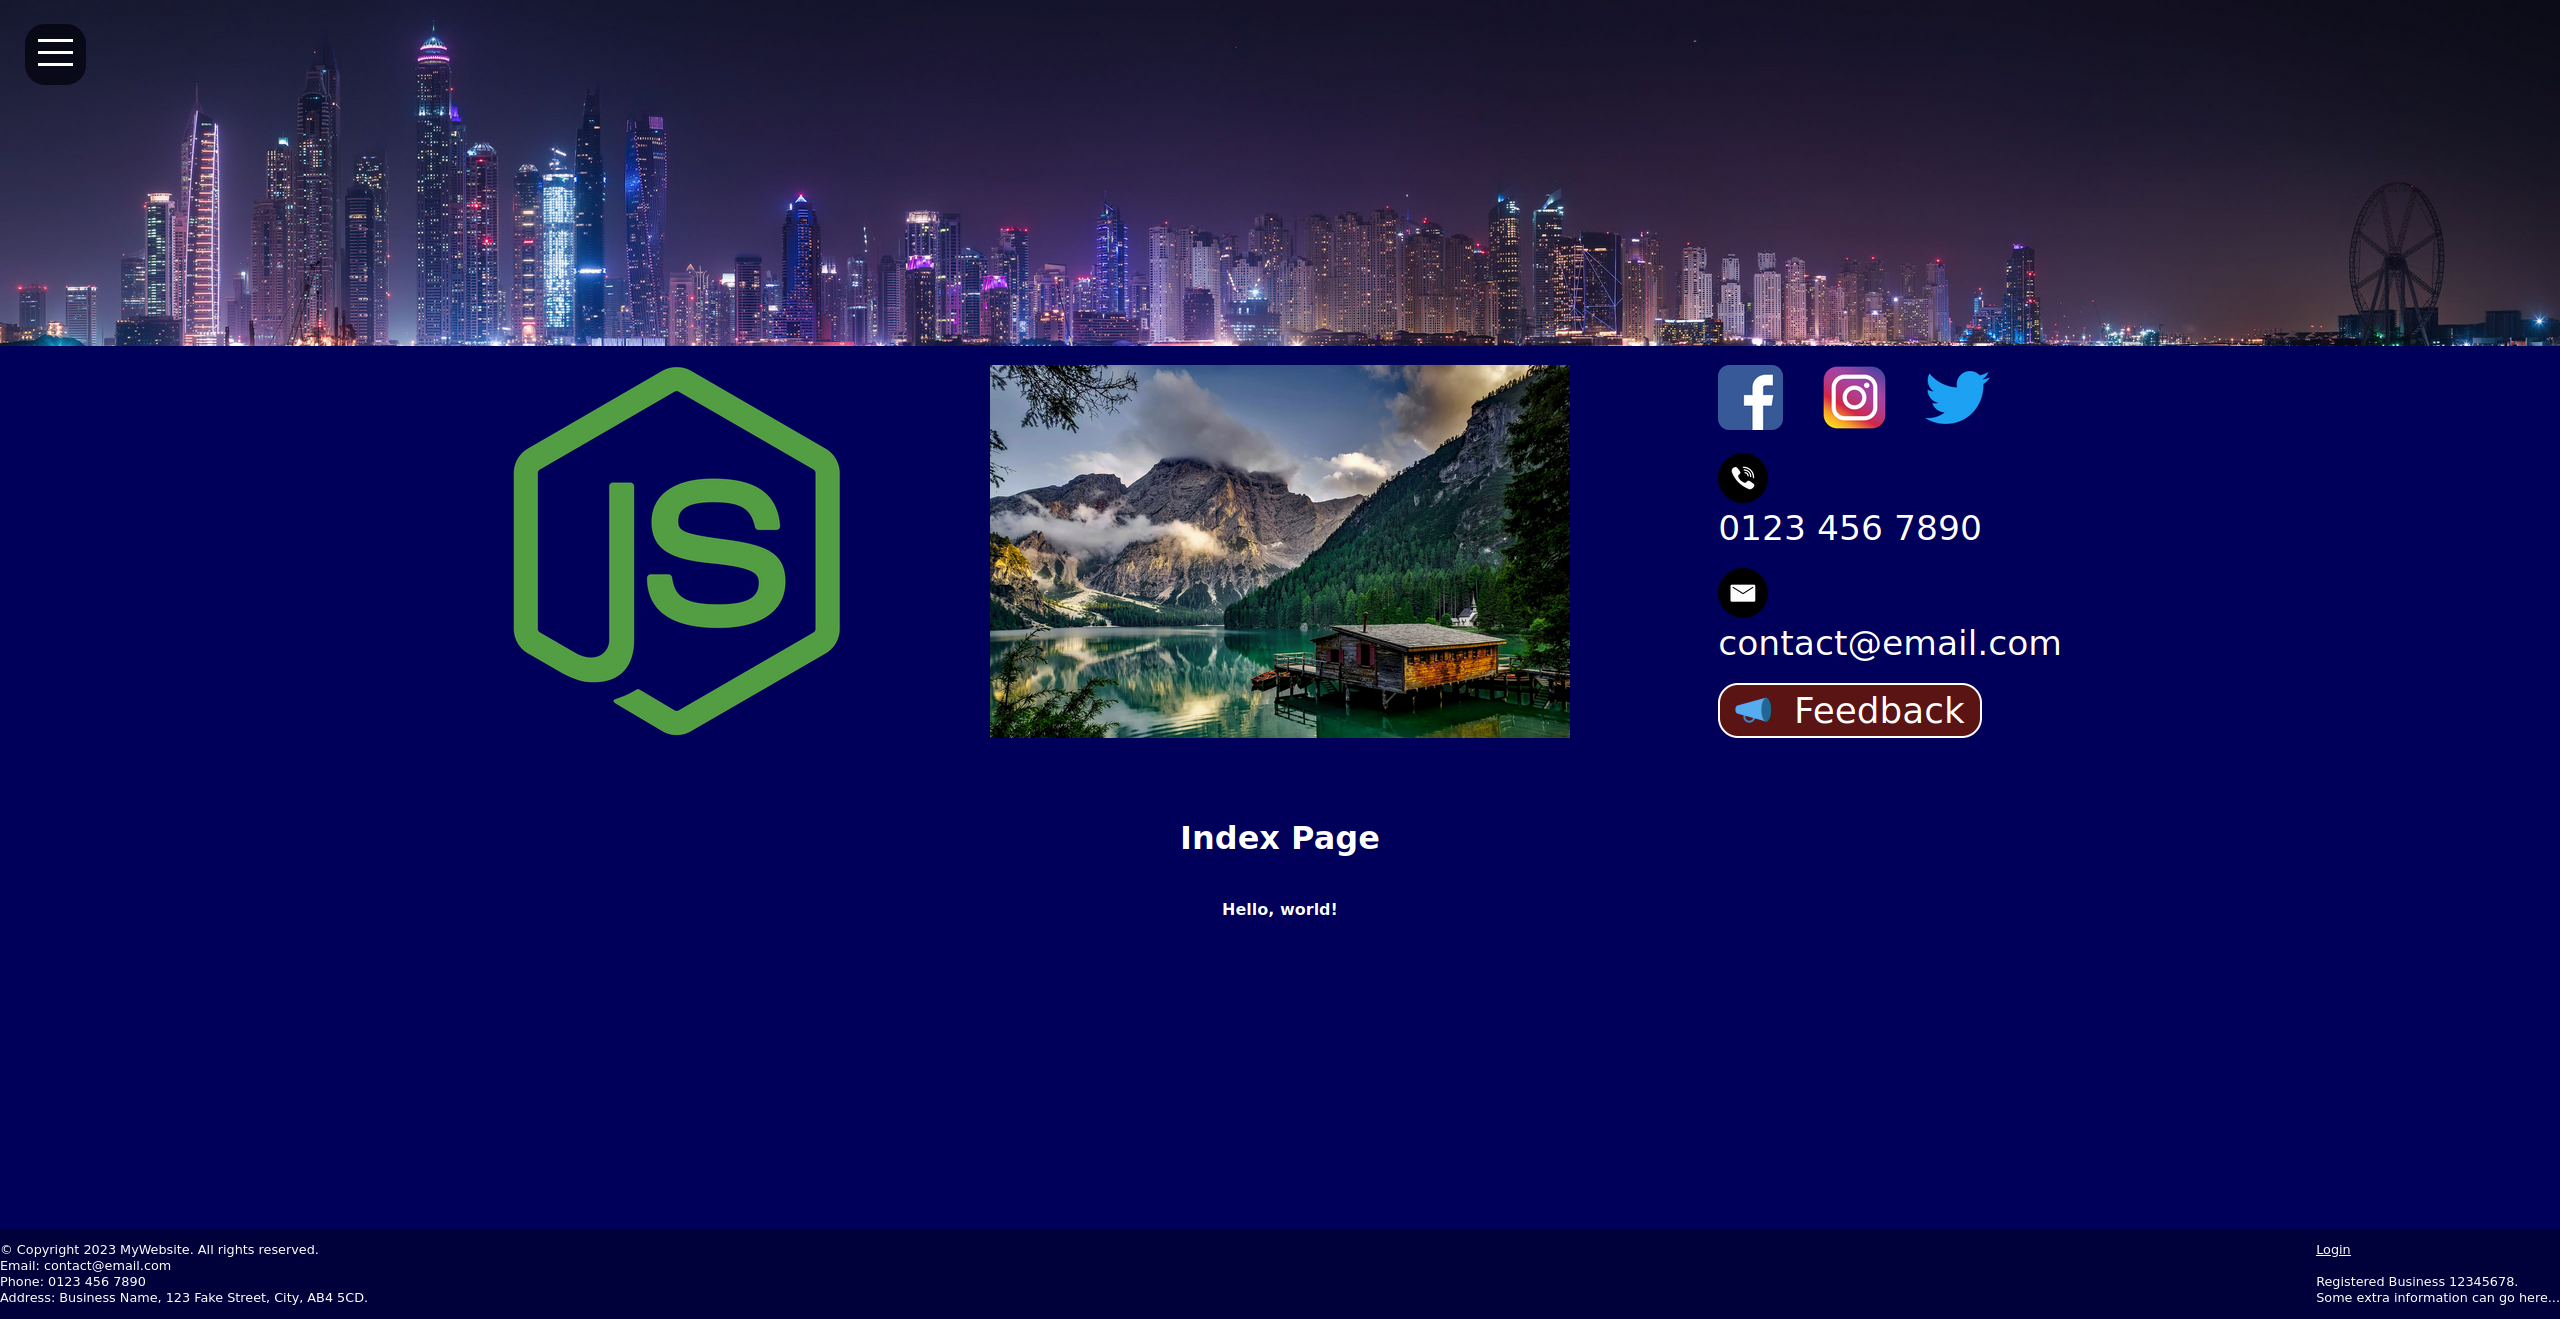 JS
0123 456 7890
contact@email.com
Feedback
Index Page
Hello, world!
© Copyright 2023 MyWebsite. All rights reserved.
Email: contact@email.com
Phone: 0123 456 7890
Address: Business Name, 123 Fake Street, City, AB4 5CD.
Login
Registered Business 12345678.
Some extra information can go here...